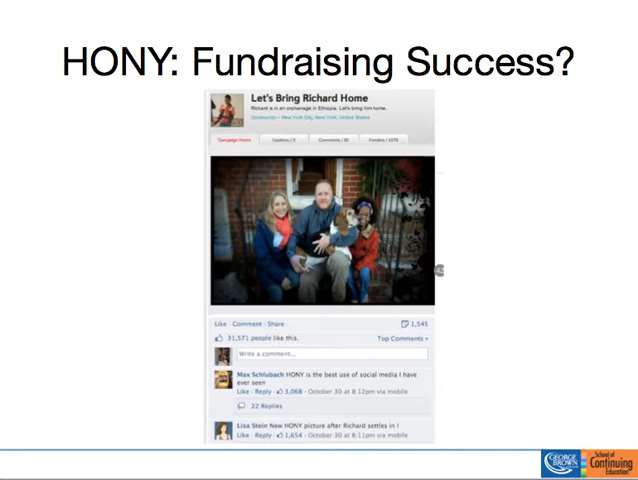 HONY: Fundraising Success?
Let's Bring Richard Home
Richard is in an orphanage in Ethiopia. Let's bring him home.
Community – New York City, New York, United States
Campaign Home Updates / 0 Comments / 85 Funders /
Like · Comment · Share 1,545
31,571 people like this. Top Comments
Write a comment...
Max Schlubach HONY is the best use of social media I have
ever seen
Like · Reply · 3,068 · October 30 at 8:12pm via mobile
22 Replies
Lisa Stein New HONY picture after Richard settles in !
Like · Reply · 1,654 · October 30 at 8:11pm via mobile
GEORGE
BROWN
School of
Continuing
Education